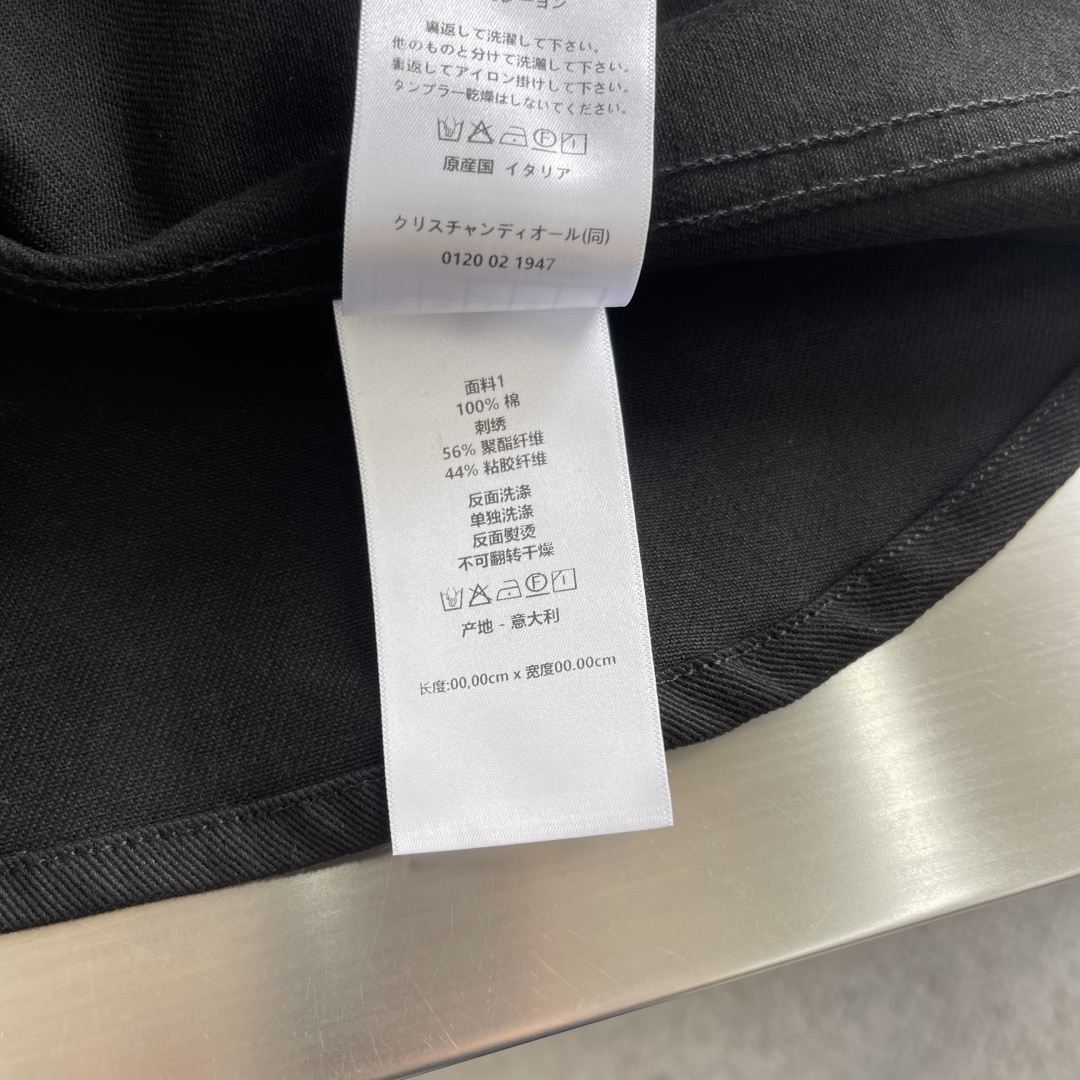 レーヨン
裏返して洗濯して下さい。
他のものと分けて洗濯して下さい。
裏返してアイロン掛けして下さい。
タンブラー乾燥はしないでください。
F
原産国 イタリア
クリスチャンディオール(同)
0120 02 1947
面料1
100% 棉
刺绣
56% 聚酯纤维
44% 粘胶纤维
反面洗涤
单独洗涤
反面熨烫
不可翻转干燥
F
产地 - 意大利
长度:00,00cm x 宽度00.00cm